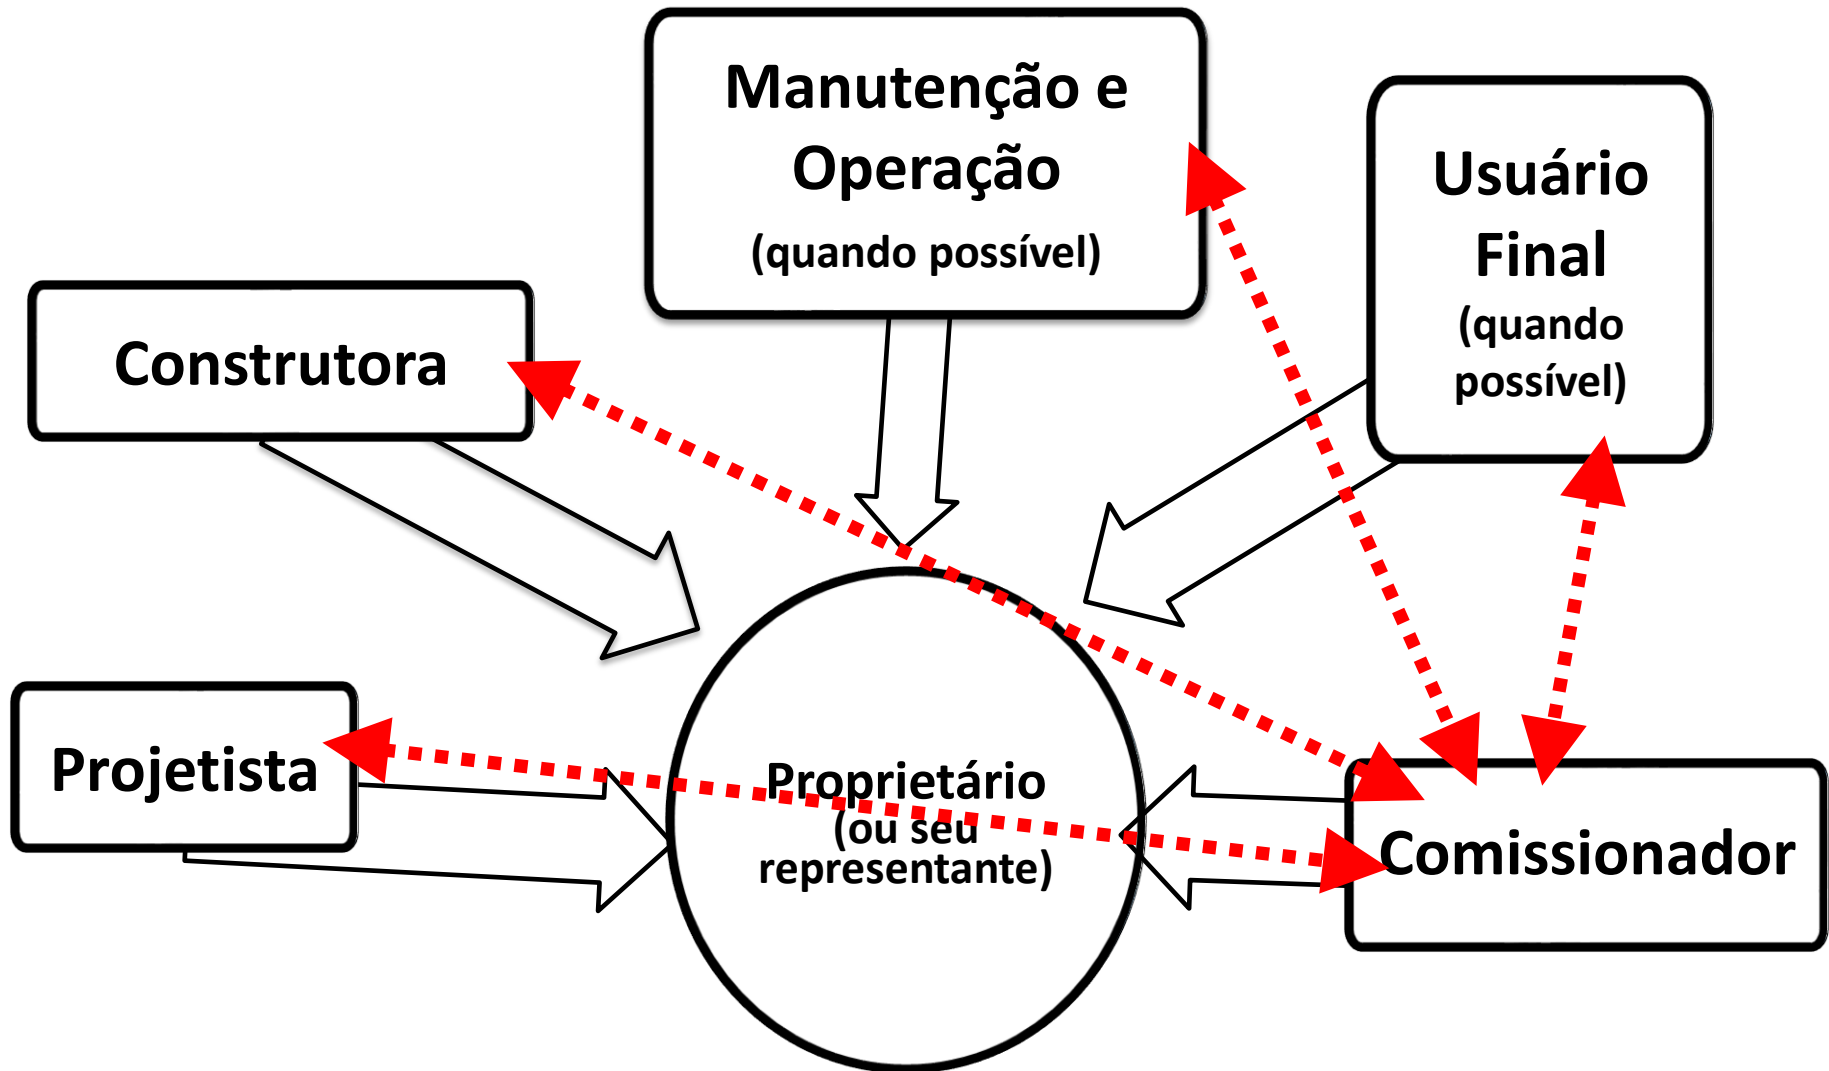 Manutenção e
Operação
(quando possível)
Usuário
Final
(quando
possível)
Construtora
Projetista
Proprietário
(ou seu
representante)
Comissionador